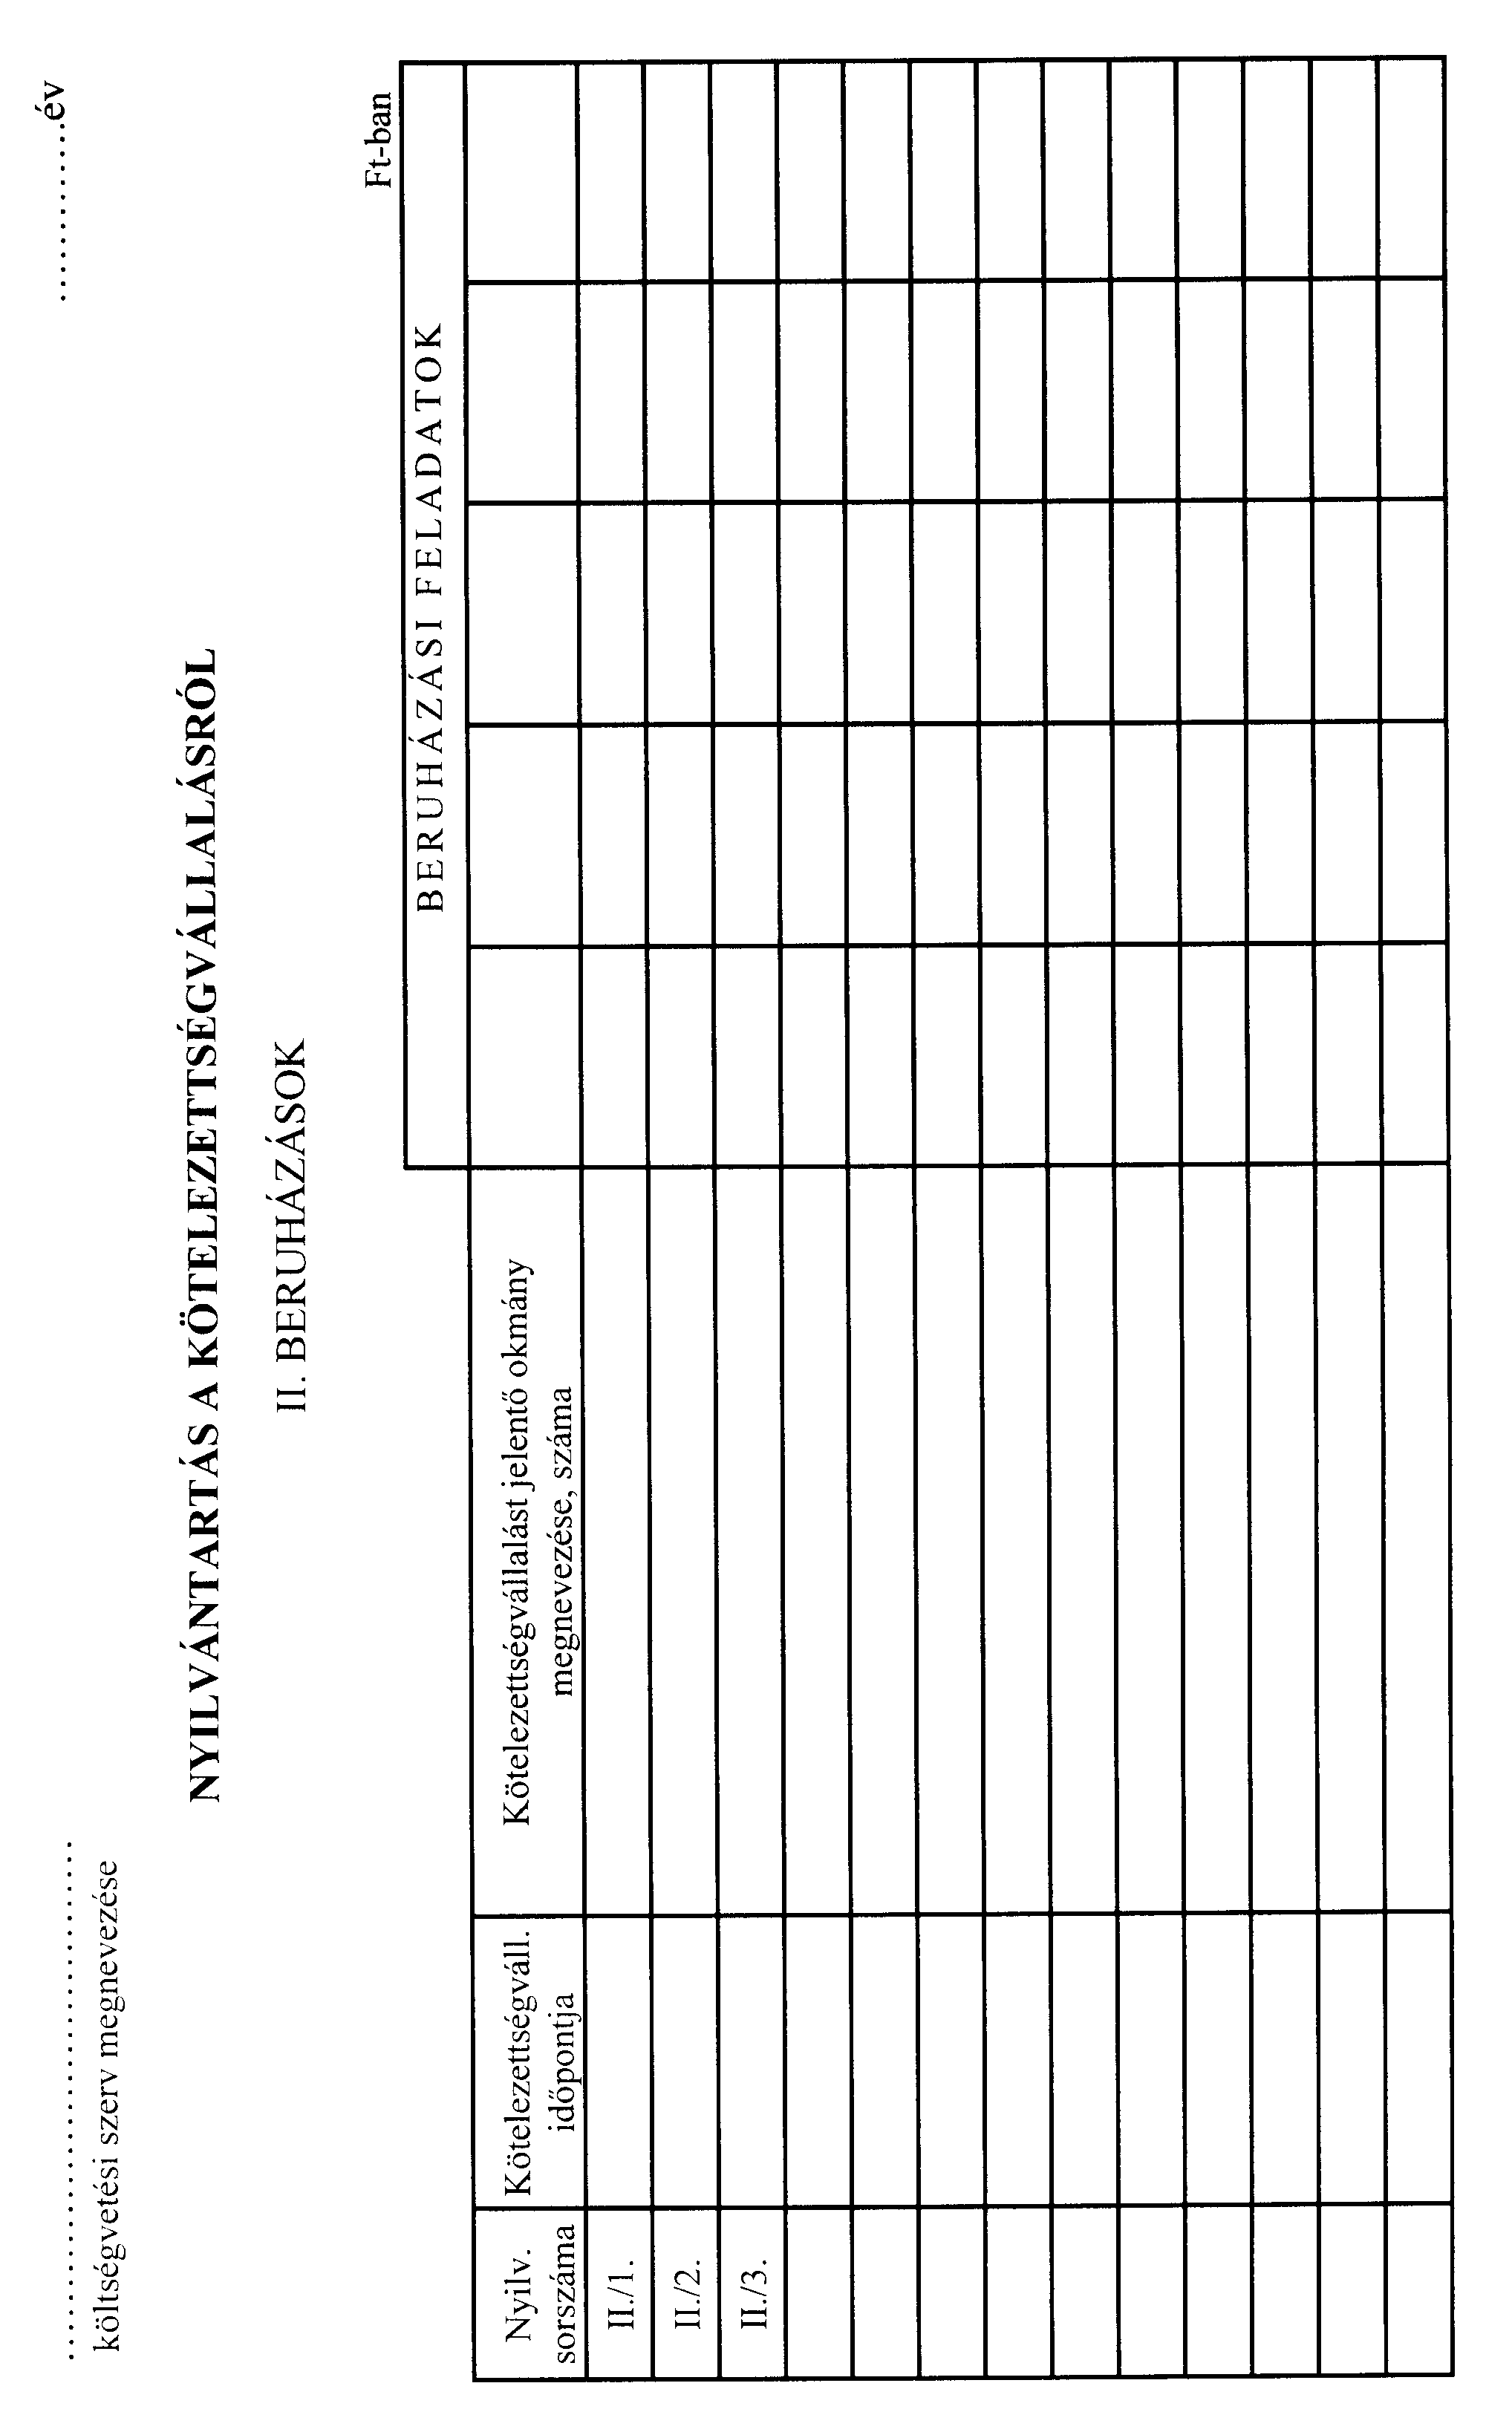 ..........................................
költségvetési szerv megnevezése
...............év
NYILVÁNTARTÁS A KÖTELEZETTSÉGVÁLLALÁSRÓL
II. BERUHÁZÁSOK
Ft-ban
BERUHÁZÁSI FELADATOK
Nyilv.
sorszáma
Kötelezettségváll.
időpontja
Kötelezettségvállalást jelentő okmány
megnevezése, száma
II./1.
II./2.
II./3.